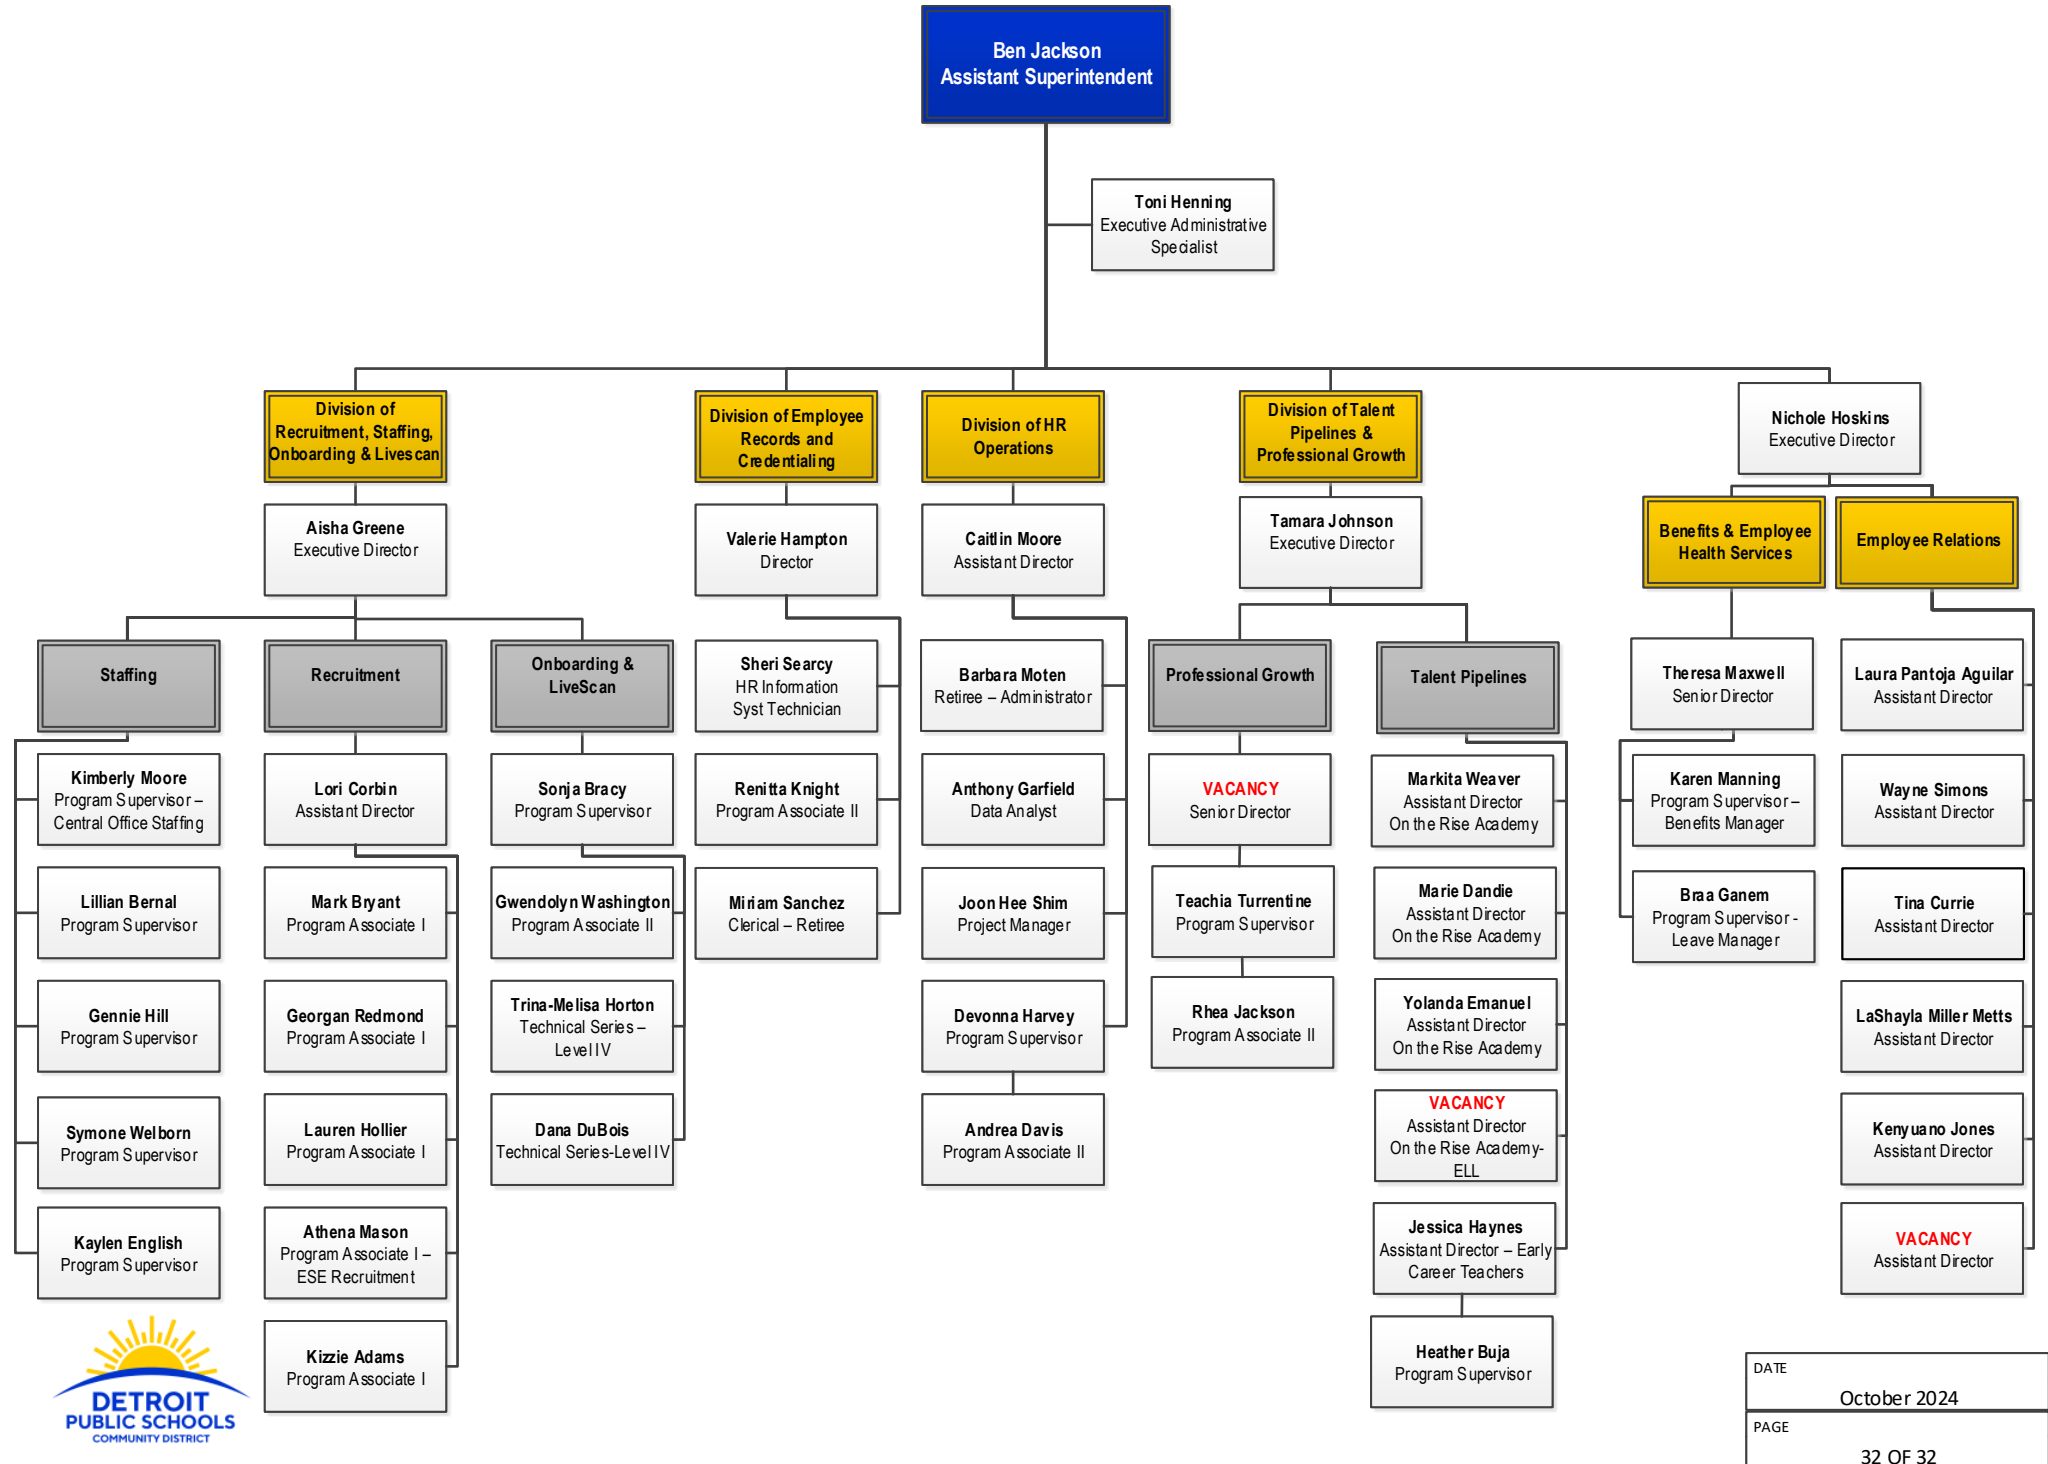 Ben Jackson
Assistant Superintendent
Toni Henning
Executive Administrative
Specialist
Division of
Recruitment, Staffing,
Onboarding & Livescan
Aisha Greene
Executive Director
Staffing
Kimberly Moore
Program Supervisor –
Central Office Staffing
Lillian Bernal
Program Supervisor
Gennie Hill
Program Supervisor
Symone Welborn
Program Supervisor
Kaylen English
Program Supervisor
Recruitment
Lori Corbin
Assistant Director
Mark Bryant
Program Associate I
Georgan Redmond
Program Associate I
Lauren Hollier
Program Associate I
Athena Mason
Program Associate I –
ESE Recruitment
Kizzie Adams
Program Associate I
Onboarding &
LiveScan
Sonja Bracy
Program Supervisor
Gwendolyn Washington
Program Associate II
Trina-Melisa Horton
Technical Series –
Level IV
Dana DuBois
Technical Series-Level IV
Division of Employee
Records and
Credentialing
Valerie Hampton
Director
Sheri Searcy
HR Information
Syst Technician
Renitta Knight
Program Associate II
Miriam Sanchez
Clerical – Retiree
Division of HR
Operations
Caitlin Moore
Assistant Director
Barbara Moten
Retiree – Administrator
Anthony Garfield
Data Analyst
Joon Hee Shim
Project Manager
Devonna Harvey
Program Supervisor
Andrea Davis
Program Associate II
Division of Talent
Pipelines &
Professional Growth
Tamara Johnson
Executive Director
Professional Growth
VACANCY
Senior Director
Teachia Turrentine
Program Supervisor
Rhea Jackson
Program Associate II
Talent Pipelines
Markita Weaver
Assistant Director
On the Rise Academy
Marie Dandie
Assistant Director
On the Rise Academy
Yolanda Emanuel
Assistant Director
On the Rise Academy
VACANCY
Assistant Director
On the Rise Academy-
ELL
Jessica Haynes
Assistant Director – Early
Career Teachers
Heather Buja
Program Supervisor
Nichole Hoskins
Executive Director
Benefits & Employee
Health Services
Theresa Maxwell
Senior Director
Karen Manning
Program Supervisor –
Benefits Manager
Braa Ganem
Program Supervisor -
Leave Manager
Employee Relations
Laura Pantoja Aguilar
Assistant Director
Wayne Simons
Assistant Director
Tina Currie
Assistant Director
LaShayla Miller Metts
Assistant Director
Kenyuano Jones
Assistant Director
VACANCY
Assistant Director
DETROIT
PUBLIC SCHOOLS
COMMUNITY DISTRICT
DATE
October 2024
PAGE
32 OF 32